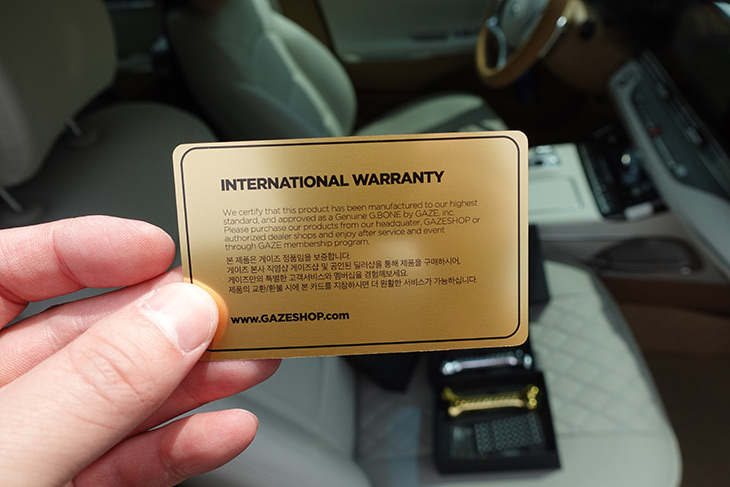 INTERNATIONAL WARRANTY
We certify that this product has been manufactured to our highest
standard, and approved as a Genuine G.BONE by GAZE, inc.
Please purchase our products from our headquater, GAZESHOP or
authorized dealer shops and enjoy after service and event
through GAZE membership program.
본 제품은 게이즈 정품임을 보증합니다.
게이즈 본사 직영샵 게이즈샵 및 공인된 딜러샵을 통해 제품을 구매하시어,
게이즈만의 특별한 고객서비스와 멤버쉽을 경험해보세요.
제품의 교환/환불 시에 본 카드를 지참하시면 더 원활한 서비스가 가능하십니다.
www.GAZESHOP.com